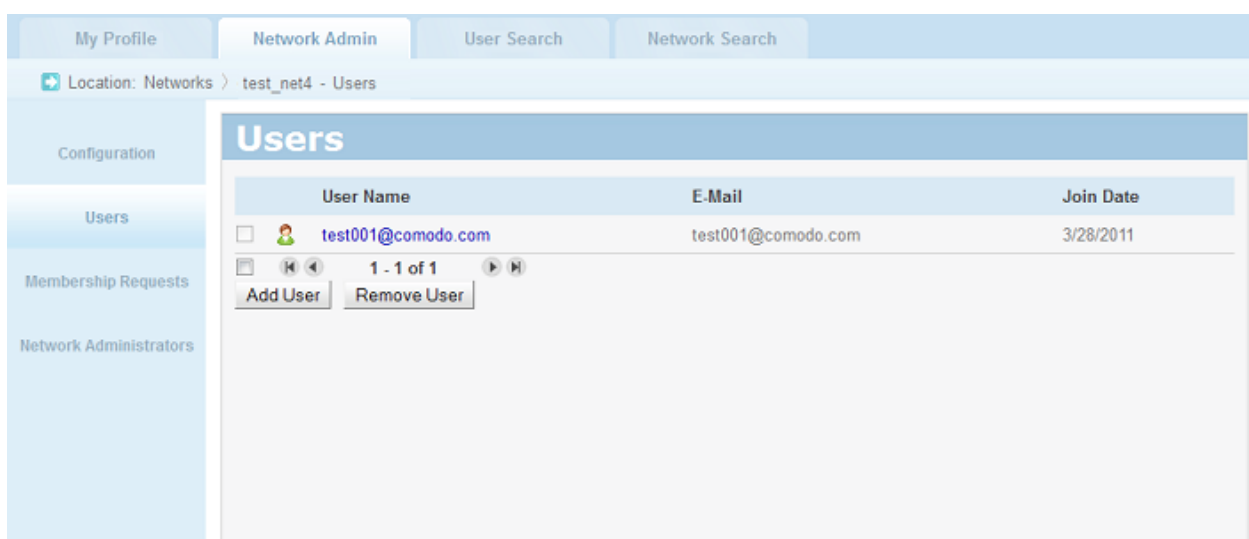 My Profile Network Admin User Search Network Search
Location: Networks 〉 test_net4 - Users
Configuration
Users
Membership Requests
Network Administrators
Users
User Name E-Mail Join Date
test001@comodo.com test001@comodo.com 3/28/2011
1 - 1 of 1
Add User Remove User